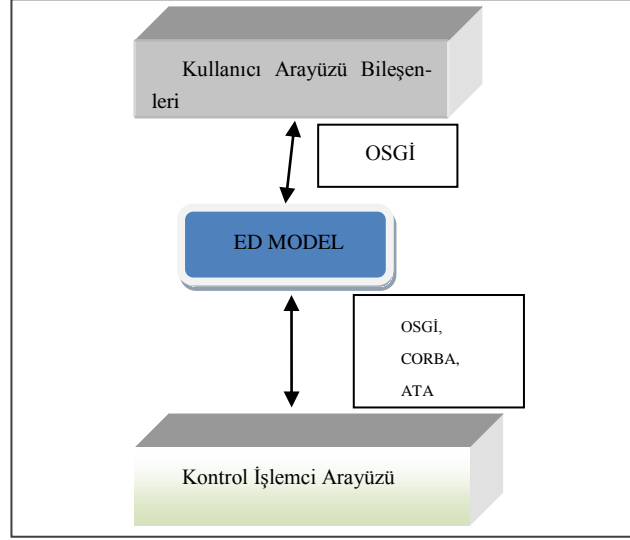 Kullanıcı Arayüzü Bileşen-
leri
OSGİ
ED MODEL
OSGİ,
CORBA,
ATA
Kontrol İşlemci Arayüzü